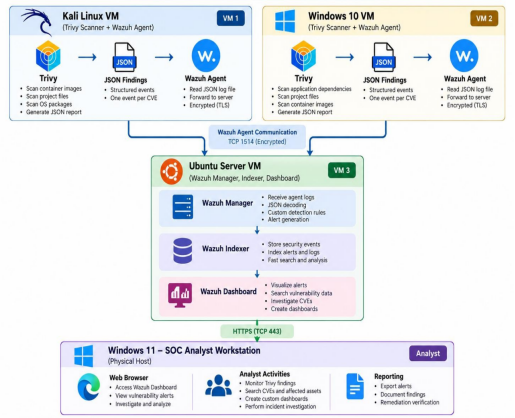 Kali Linux VM
(Trivy Scanner + Wazuh Agent)
VM 1
Trivy
• Scan container images
• Scan project files
• Scan OS packages
• Generate JSON report
JSON
JSON Findings
• Structured events
• One event per CVE
W.
Wazuh Agent
• Read JSON log file
• Forward to server
• Encrypted (TLS)
Windows 10 VM
(Trivy Scanner + Wazuh Agent)
VM 2
Trivy
• Scan application dependencies
• Scan project files
• Scan container images
• Generate JSON report
JSON
JSON Findings
• Structured events
• One event per CVE
W.
Wazuh Agent
• Read JSON log file
• Forward to server
• Encrypted (TLS)
Wazuh Agent Communication
TCP 1514 (Encrypted)
Ubuntu Server VM
(Wazuh Manager, Indexer, Dashboard)
VM 3
Wazuh Manager
• Receive agent logs
• JSON decoding
• Custom detection rules
• Alert generation
Wazuh Indexer
• Store security events
• Index alerts and logs
• Fast search and analysis
Wazuh Dashboard
• Visualize alerts
• Search vulnerability data
• Investigate CVEs
• Create dashboards
HTTPS (TCP 443)
Windows 11 – SOC Analyst Workstation
(Physical Host)
Analyst
Web Browser
• Access Wazuh Dashboard
• View vulnerability alerts
• Investigate and analyze
Analyst Activities
• Monitor Trivy findings
• Search CVEs and affected assets
• Create custom dashboards
• Perform incident investigation
Reporting
• Export alerts
• Document findings
• Remediation verification